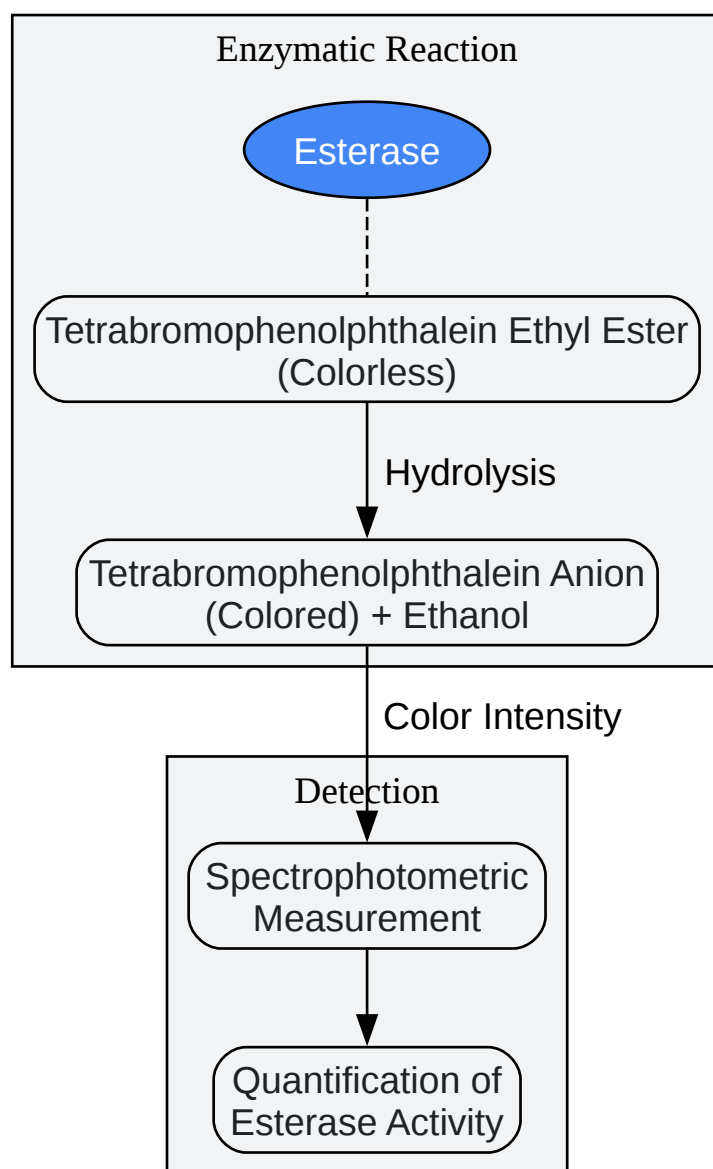 Enzymatic Reaction
Esterase
Tetrabromophenolphthalein Ethyl Ester
(Colorless)
Hydrolysis
Tetrabromophenolphthalein Anion
(Colored) + Ethanol
Color Intensity
Detection
Spectrophotometric
Measurement
Quantification of
Esterase Activity